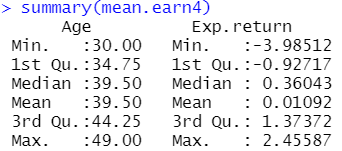 > summary(mean.earn4)
Age Exp.return
Min. :30.00 Min. :-3.98512
1st Qu.:34.75 1st Qu.:-0.92717
Median :39.50 Median : 0.36043
Mean :39.50 Mean : 0.01092
3rd Qu.:44.25 3rd Qu.: 1.37372
Max. :49.00 Max. : 2.45587